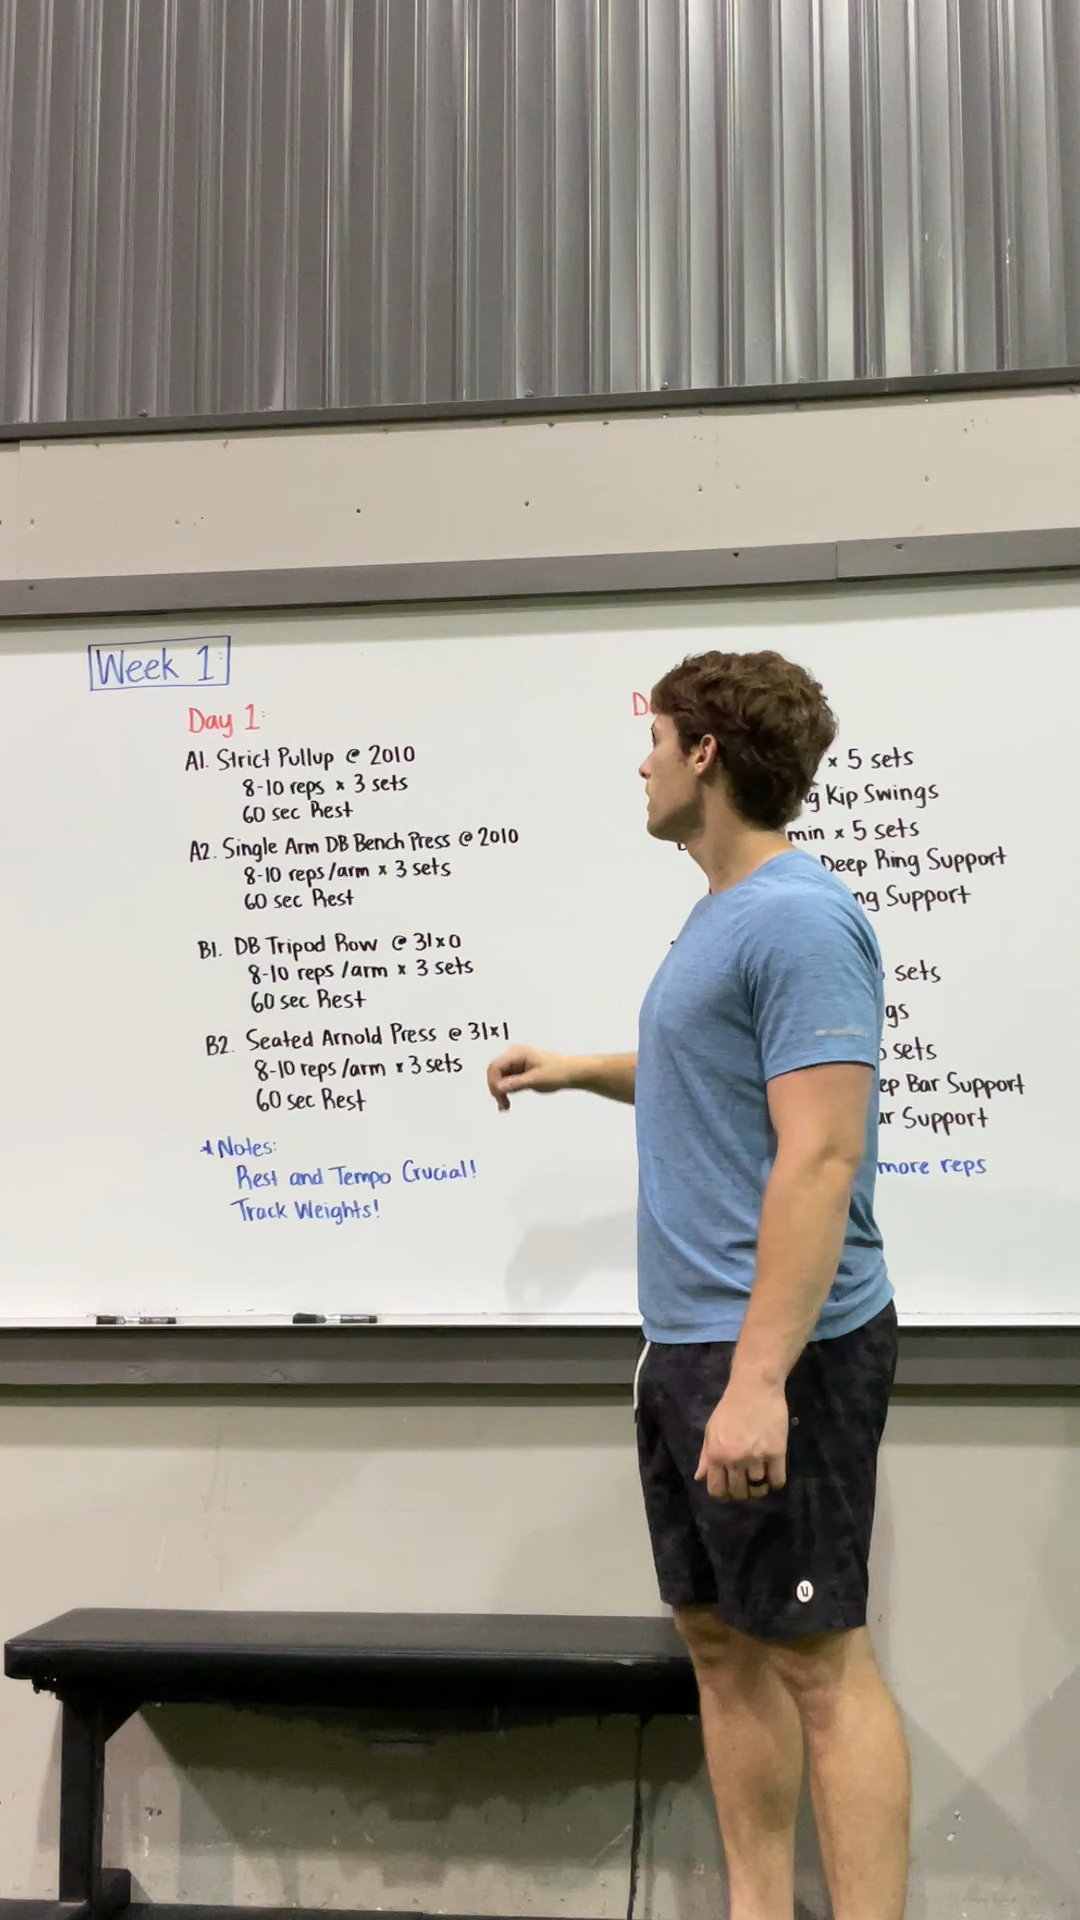 Week 1:
Day 1:
A1. Strict Pullup @ 2010
8-10 reps x 3 sets
60 sec Rest
A2. Single Arm DB Bench Press @ 2010
8-10 reps/arm x 3 sets
60 sec Rest
B1. DB Tripod Row @ 31x0
8-10 reps/arm x 3 sets
60 sec Rest
B2. Seated Arnold Press @ 31x1
8-10 reps/arm x 3 sets
60 sec Rest
*Notes:
Rest and Tempo Crucial!
Track Weights!
x 5 sets
Kip Swings
min x 5 sets
Deep Ring Support
Support
sets
sets
Bar Support
Support
more reps